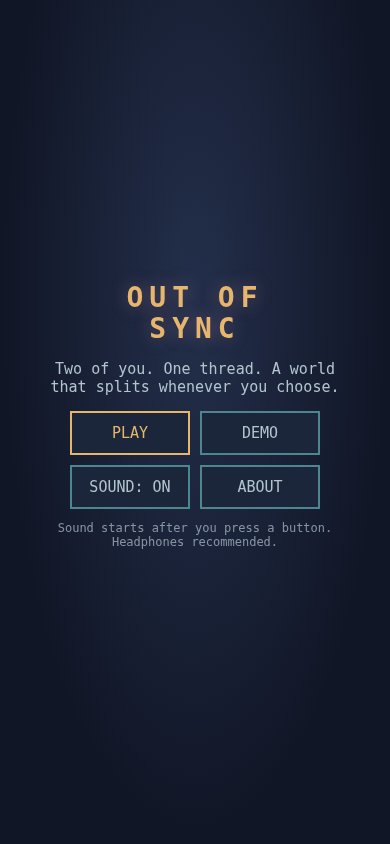 OUT OF
SYNC
Two of you. One thread. A world
that splits whenever you choose.
PLAY
DEMO
SOUND: ON
ABOUT
Sound starts after you press a button.
Headphones recommended.